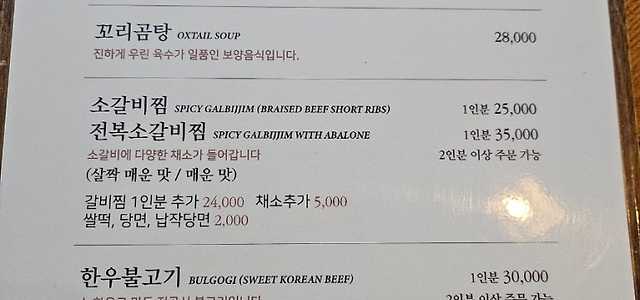 꼬리곰탕 OXTAIL SOUP 28,000
진하게 우린 육수가 일품인 보양음식입니다.
소갈비찜 SPICY GALBIJJIM (BRAISED BEEF SHORT RIBS) 1인분 25,000
전복소갈비찜 SPICY GALBIJJIM WITH ABALONE 1인분 35,000
소갈비에 다양한 채소가 들어갑니다 2인분 이상 주문 가능
(살짝 매운 맛 / 매운 맛)
갈비찜 1인분 추가 24,000 채소추가 5,000
쌀떡, 당면, 납작당면 2,000
한우불고기 BULGOGI (SWEET KOREAN BEEF) 1인분 30,000
2인분 이상 주문 가능